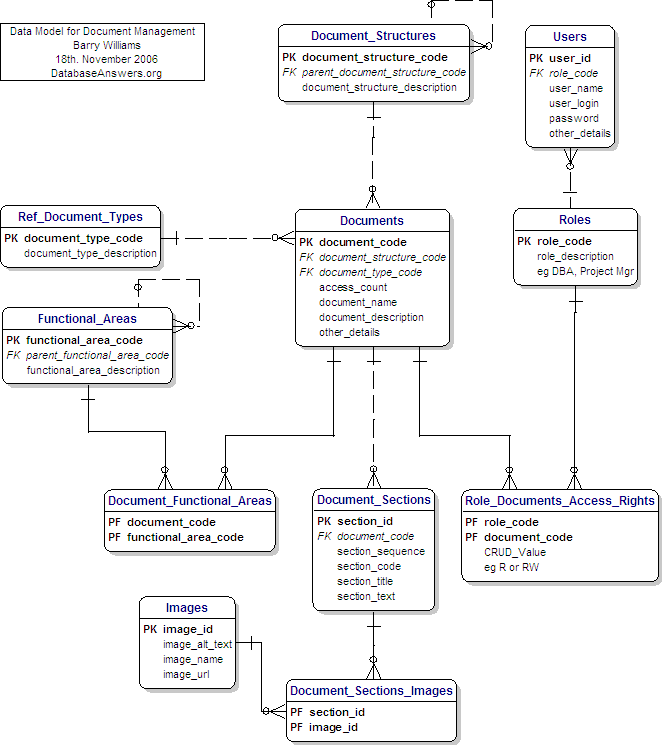 Data Model for Document Management
Barry Williams
18th. November 2006
DatabaseAnswers.org
Document_Structures
PK document_structure_code
FK parent_document_structure_code
document_structure_description
Users
PK user_id
FK role_code
user_name
user_login
password
other_details
Ref_Document_Types
PK document_type_code
document_type_description
Documents
PK document_code
FK document_structure_code
FK document_type_code
access_count
document_name
document_description
other_details
Roles
PK role_code
role_description
eg DBA, Project Mgr
Functional_Areas
PK functional_area_code
FK parent_functional_area_code
functional_area_description
Document_Functional_Areas
PF document_code
PF functional_area_code
Document_Sections
PK section_id
FK document_code
section_sequence
section_code
section_title
section_text
Role_Documents_Access_Rights
PF role_code
PF document_code
CRUD_Value
eg R or RW
Images
PK image_id
image_alt_text
image_name
image_url
Document_Sections_Images
PF section_id
PF image_id